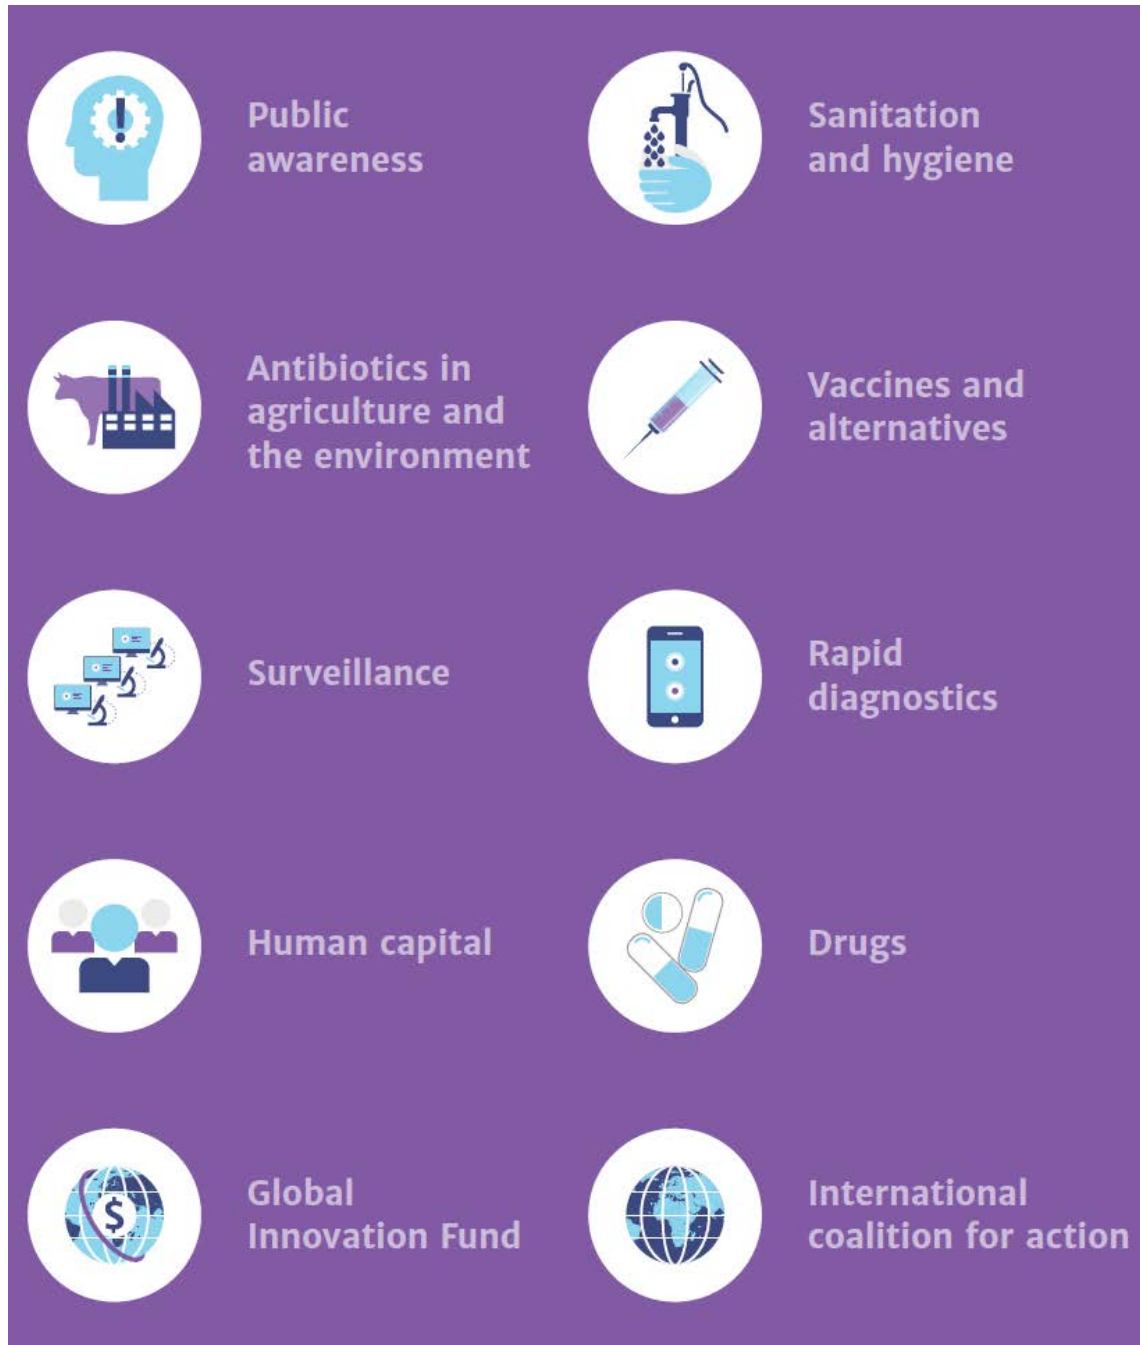 Public
awareness
Sanitation
and hygiene
Antibiotics in
agriculture and
the environment
Vaccines and
alternatives
Surveillance
Rapid
diagnostics
Human capital
Drugs
$
Global
Innovation Fund
International
coalition for action